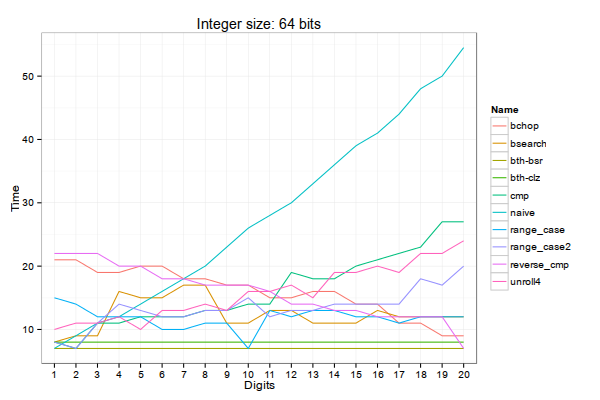 Integer size: 64 bits
Time
50
40
30
20
10
1 2 3 4 5 6 7 8 9 10 11 12 13 14 15 16 17 18 19 20
Digits
Name
bchop
bsearch
bth-bsr
bth-clz
cmp
naive
range_case
range_case2
reverse_cmp
unroll4